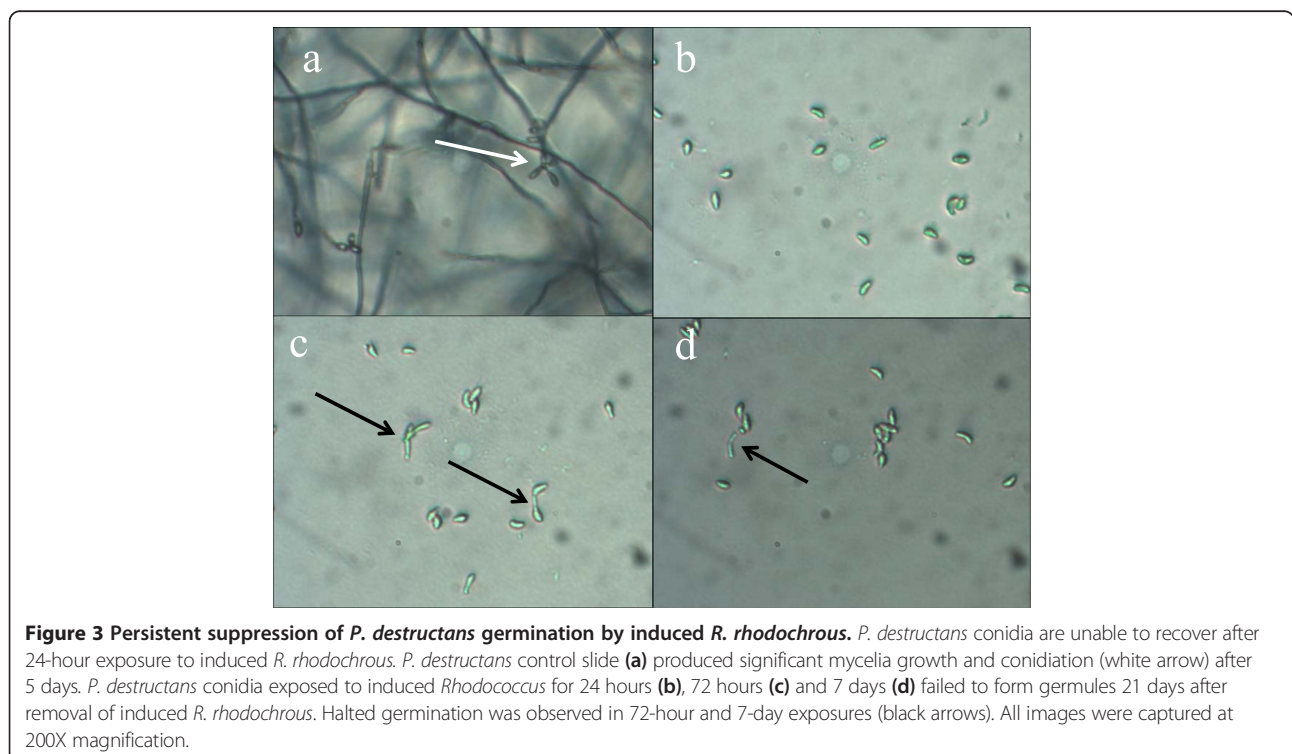 a
b
c
d
Figure 3 Persistent suppression of P. destructans germination by induced R. rhodochrous. P. destructans conidia are unable to recover after
24-hour exposure to induced R. rhodochrous. P. destructans control slide (a) produced significant mycelia growth and conidiation (white arrow) after
5 days. P. destructans conidia exposed to induced Rhodococcus for 24 hours (b), 72 hours (c) and 7 days (d) failed to form germules 21 days after
removal of induced R. rhodochrous. Halted germination was observed in 72-hour and 7-day exposures (black arrows). All images were captured at
200X magnification.